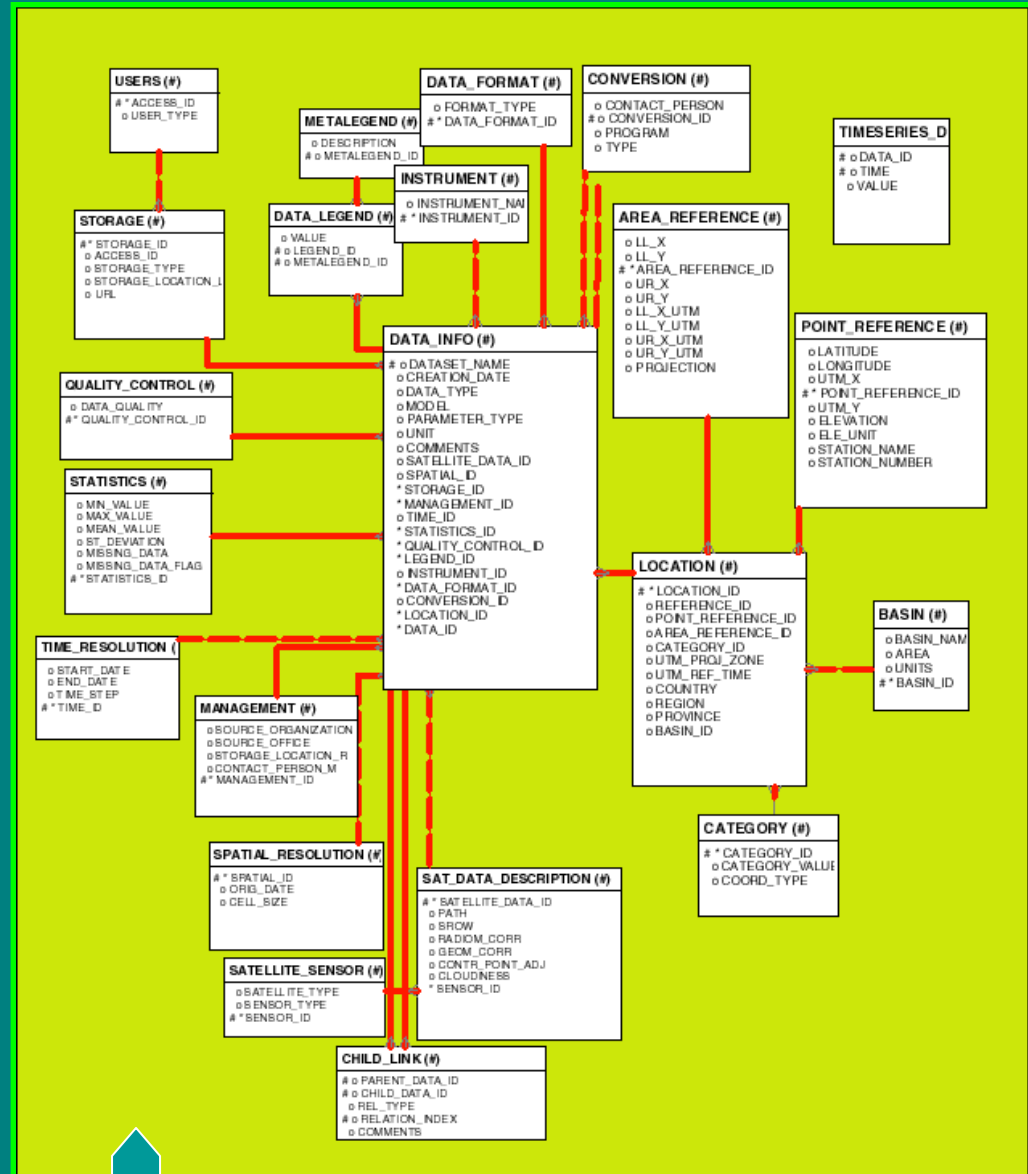 USERS (#)
# * ACCESS_ID
o USER_TYPE
STORAGE (#)
#* STORAGE_ID
o ACCESS_ID
o STORAGE_TYPE
o STORAGE_LOCATION_L
o URL
METALEGEND (#)
o DESCRIPTION
# o METALEGEND_ID
DATA_LEGEND (#)
o VALUE
# o LEGEND_ID
# o METALEGEND_ID
DATA_FORMAT (#)
o FORMAT_TYPE
# * DATA_FORMAT_ID
INSTRUMENT (#)
o INSTRUMENT_NAM
# * INSTRUMENT_ID
CONVERSION (#)
o CONTACT_PERSON
# o CONVERSION_ID
o PROGRAM
o TYPE
TIMESERIES_D
# o DATA_ID
# o TIME
o VALUE
AREA_REFERENCE (#)
o LL_X
o LL_Y
# * AREA_REFERENCE_ID
o UR_X
o UR_Y
o LL_X_UTM
o LL_Y_UTM
o UR_X_UTM
o UR_Y_UTM
o PROJECTION
POINT_REFERENCE (#)
o LATITUDE
o LONGITUDE
o UTM_X
# * POINT_REFERENCE_ID
o UTM_Y
o ELEVATION
o ELE_UNIT
o STATION_NAME
o STATION_NUMBER
DATA_INFO (#)
# o DATASET_NAME
o CREATION_DATE
o DATA_TYPE
o MODEL
o PARAMETER_TYPE
o UNIT
o COMMENTS
o SATELLITE_DATA_ID
o SPATIAL_ID
* STORAGE_ID
* MANAGEMENT_ID
o TIME_ID
* STATISTICS_ID
* QUALITY_CONTROL_ID
* LEGEND_ID
o INSTRUMENT_ID
* DATA_FORMAT_ID
o CONVERSION_ID
* LOCATION_ID
* DATA_ID
QUALITY_CONTROL (#)
o DATA_QUALITY
#* QUALITY_CONTROL_ID
STATISTICS (#)
o MIN_VALUE
o MAX_VALUE
o MEAN_VALUE
o ST_DEVIATION
o MISSING_DATA
o MISSING_DATA_FLAG
# * STATISTICS_ID
TIME_RESOLUTION (
o START_DATE
o END_DATE
o TIME_STEP
# * TIME_ID
MANAGEMENT (#)
o SOURCE_ORGANIZATION
o SOURCE_OFFICE
o STORAGE_LOCATION_R
o CONTACT_PERSON_M
# * MANAGEMENT_ID
LOCATION (#)
# * LOCATION_ID
o REFERENCE_ID
o POINT_REFERENCE_ID
o AREA_REFERENCE_ID
o CATEGORY_ID
o UTM_PROJ_ZONE
o UTM_REF_TIME
o COUNTRY
o REGION
o PROVINCE
o BASIN_ID
BASIN (#)
o BASIN_NAM
o AREA
o UNITS
# * BASIN_ID
CATEGORY (#)
# * CATEGORY_ID
o CATEGORY_VALUE
o COORD_TYPE
SPATIAL_RESOLUTION (#
# * SPATIAL_ID
o ORIG_DATE
o CELL_SIZE
SAT_DATA_DESCRIPTION (#)
# * SATELLITE_DATA_ID
o PATH
o SROW
o RADIOM_CORR
o GEOM_CORR
o CONTR_POINT_ADJ
o CLOUDINESS
* SENSOR_ID
SATELLITE_SENSOR (#)
o SATELLITE_TYPE
o SENSOR_TYPE
# * SENSOR_ID
CHILD_LINK (#)
# o PARENT_DATA_ID
# o CHILD_DATA_ID
o REL_TYPE
# o RELATION_INDEX
o COMMENTS